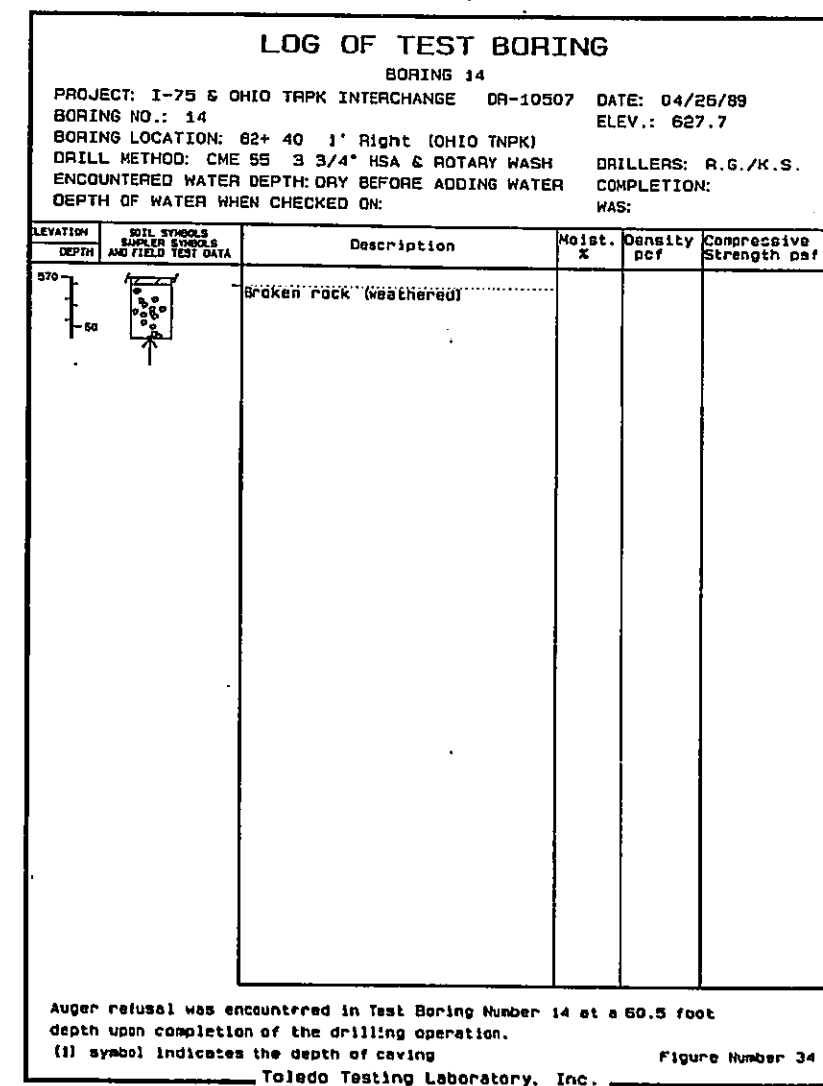 LOG OF TEST BORING
BORING 14
PROJECT: I-75 & OHIO TRPK INTERCHANGE DA-10507 DATE: 04/26/89
BORING NO.: 14 ELEV.: 627.7
BORING LOCATION: 82+ 40 1' Right (OHIO TNPK)
DRILL METHOD: CME 55 3 3/4" HSA & ROTARY WASH DRILLERS: R.G./K.S.
ENCOUNTERED WATER DEPTH: DRY BEFORE ADDING WATER COMPLETION:
DEPTH OF WATER WHEN CHECKED ON: WAS:
LEVATION
DEPTH
SOIL SYMBOLS
SAMPLER SYMBOLS
AND FIELD TEST DATA
Description
Moist.
%
Density
pcf
Compressive
Strength psf
570
Broken rock (weathered)
60
Auger refusal was encountred in Test Boring Number 14 at a 60.5 foot
depth upon completion of the drilling operation.
(1) symbol indicates the depth of caving Figure Number 34
Toledo Testing Laboratory, Inc.